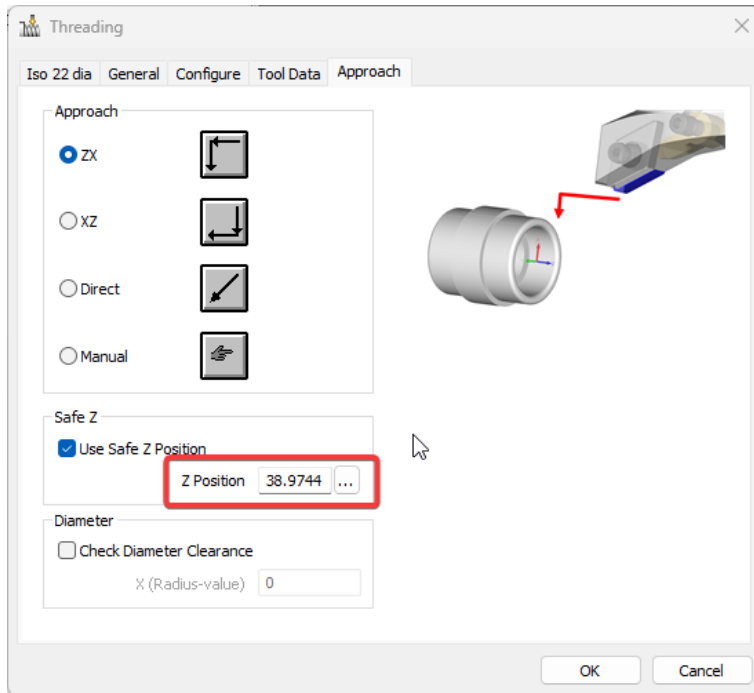 Threading
Iso 22 dia General Configure Tool Data Approach
Approach
ZX
XZ
Direct
Manual
Safe Z
Use Safe Z Position
Z Position 38.9744 ...
Diameter
Check Diameter Clearance
X (Radius-value) 0
OK Cancel